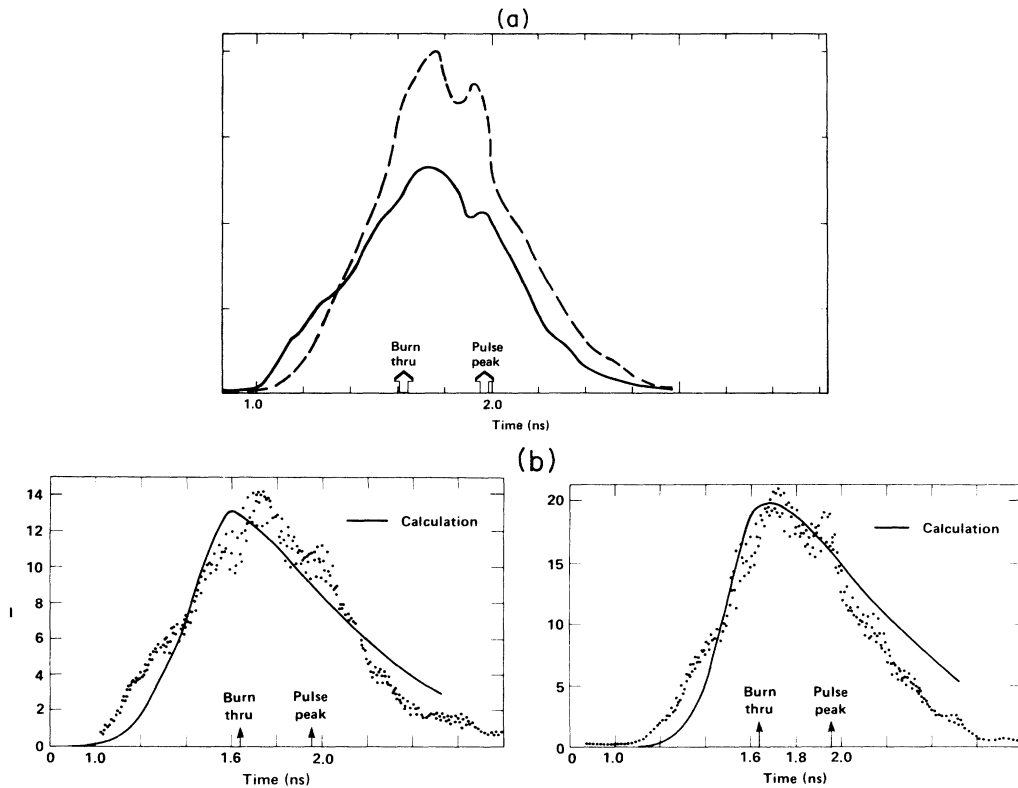 (a)
Burn
thru
Pulse
peak
1.0
2.0
Time (ns)
(b)
14
12
10
8
6
4
2
0
I
Calculation
Burn
thru
Pulse
peak
0
1.0
1.6
2.0
Time (ns)
20
15
10
5
0
Calculation
Burn
thru
Pulse
peak
0
1.0
1.6
1.8
2.0
Time (ns)